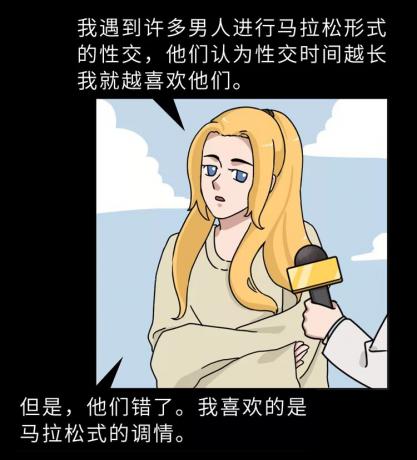 我遇到许多男人进行马拉松形式
的性交，他们认为性交时间越长
我就越喜欢他们。
但是，他们错了。我喜欢的是
马拉松式的调情。